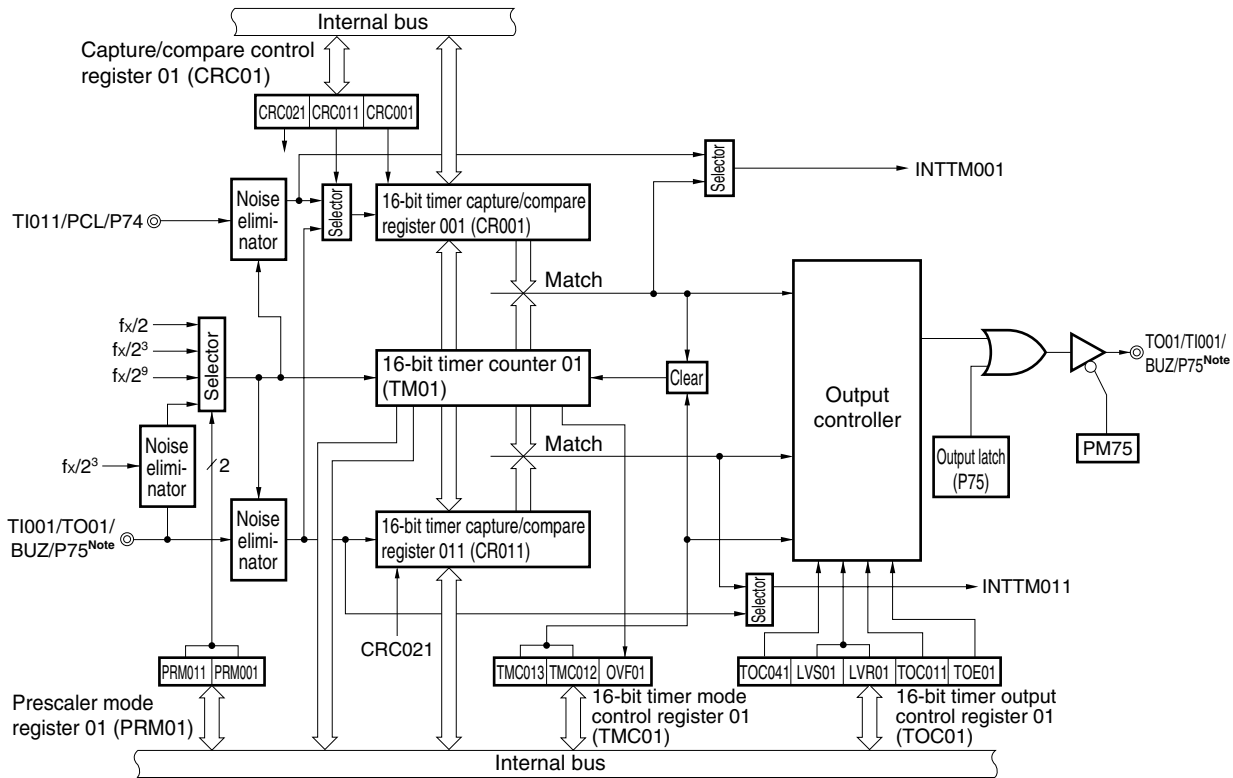 Internal bus
Capture/compare control
register 01 (CRC01)
CRC021 CRC011 CRC001
TI011/PCL/P74
Noise
elimi-
nator
Selector
16-bit timer capture/compare
register 001 (CR001)
Selector
INTTM001
Match
fx/2
fx/2³
fx/2⁹
Selector
16-bit timer counter 01
(TM01)
Clear
Output
controller
TO01/TI001/
BUZ/P75Note
Output latch
(P75)
PM75
fx/2³
Noise
elimi-
nator
2
Match
TI001/TO01/
BUZ/P75Note
Noise
elimi-
nator
16-bit timer capture/compare
register 011 (CR011)
Selector
INTTM011
CRC021
PRM011 PRM001
TMC013 TMC012 OVF01
TOC041 LVS01 LVR01 TOC011 TOE01
Prescaler mode
register 01 (PRM01)
16-bit timer mode
control register 01
(TMC01)
16-bit timer output
control register 01
(TOC01)
Internal bus